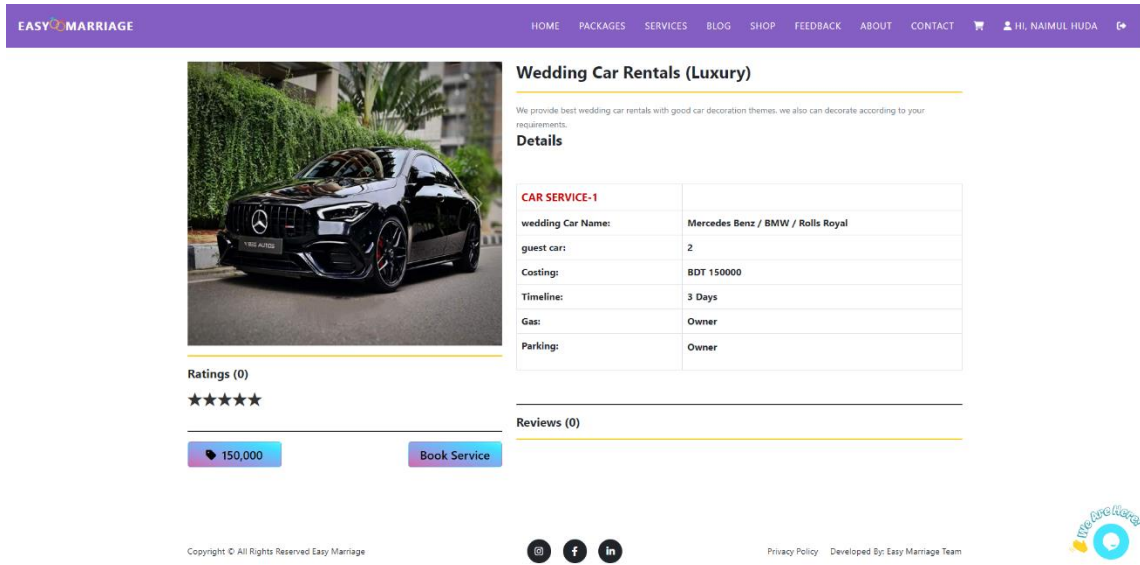 EASY MARRIAGE
HOME PACKAGES SERVICES BLOG SHOP FEEDBACK ABOUT CONTACT HI, NAIMUL HUDA
Wedding Car Rentals (Luxury)
We provide best wedding car rentals with good car decoration themes. we also can decorate according to your
requirements.
Details
CAR SERVICE-1
wedding Car Name: Mercedes Benz / BMW / Rolls Royal
guest car: 2
Costing: BDT 150000
Timeline: 3 Days
Gas: Owner
Parking: Owner
Ratings (0)
★★★★★
150,000
Book Service
Reviews (0)
We Are Here!
Copyright © All Rights Reserved Easy Marriage
Privacy Policy Developed By: Easy Marriage Team